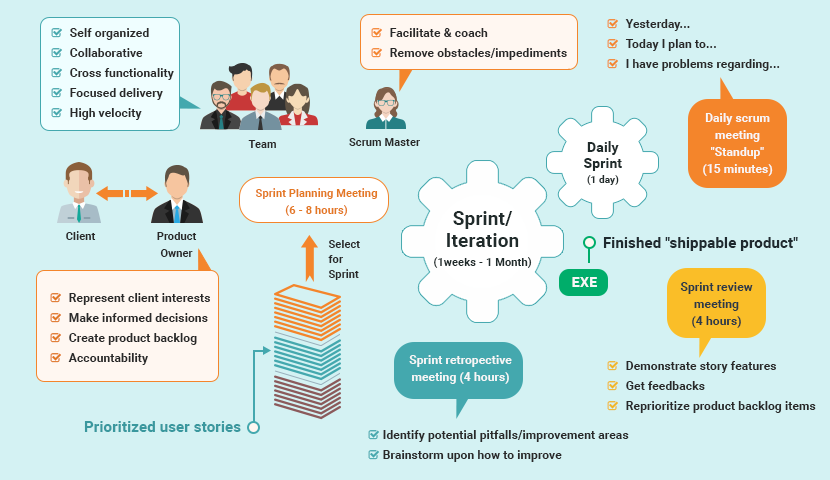 Self organized
Collaborative
Cross functionality
Focused delivery
High velocity
Team
Facilitate & coach
Remove obstacles/impediments
Scrum Master
Yesterday...
Today I plan to...
I have problems regarding...
Daily scrum
meeting
"Standup"
(15 minutes)
Daily
Sprint
(1 day)
Client
Product
Owner
Sprint Planning Meeting
(6 - 8 hours)
Select
for
Sprint
Sprint/
Iteration
(1weeks - 1 Month)
Finished "shippable product"
EXE
Represent client interests
Make informed decisions
Create product backlog
Accountability
Sprint review
meeting
(4 hours)
Sprint retropective
meeting (4 hours)
Demonstrate story features
Get feedbacks
Reprioritize product backlog items
Prioritized user stories
Identify potential pitfalls/improvement areas
Brainstorm upon how to improve